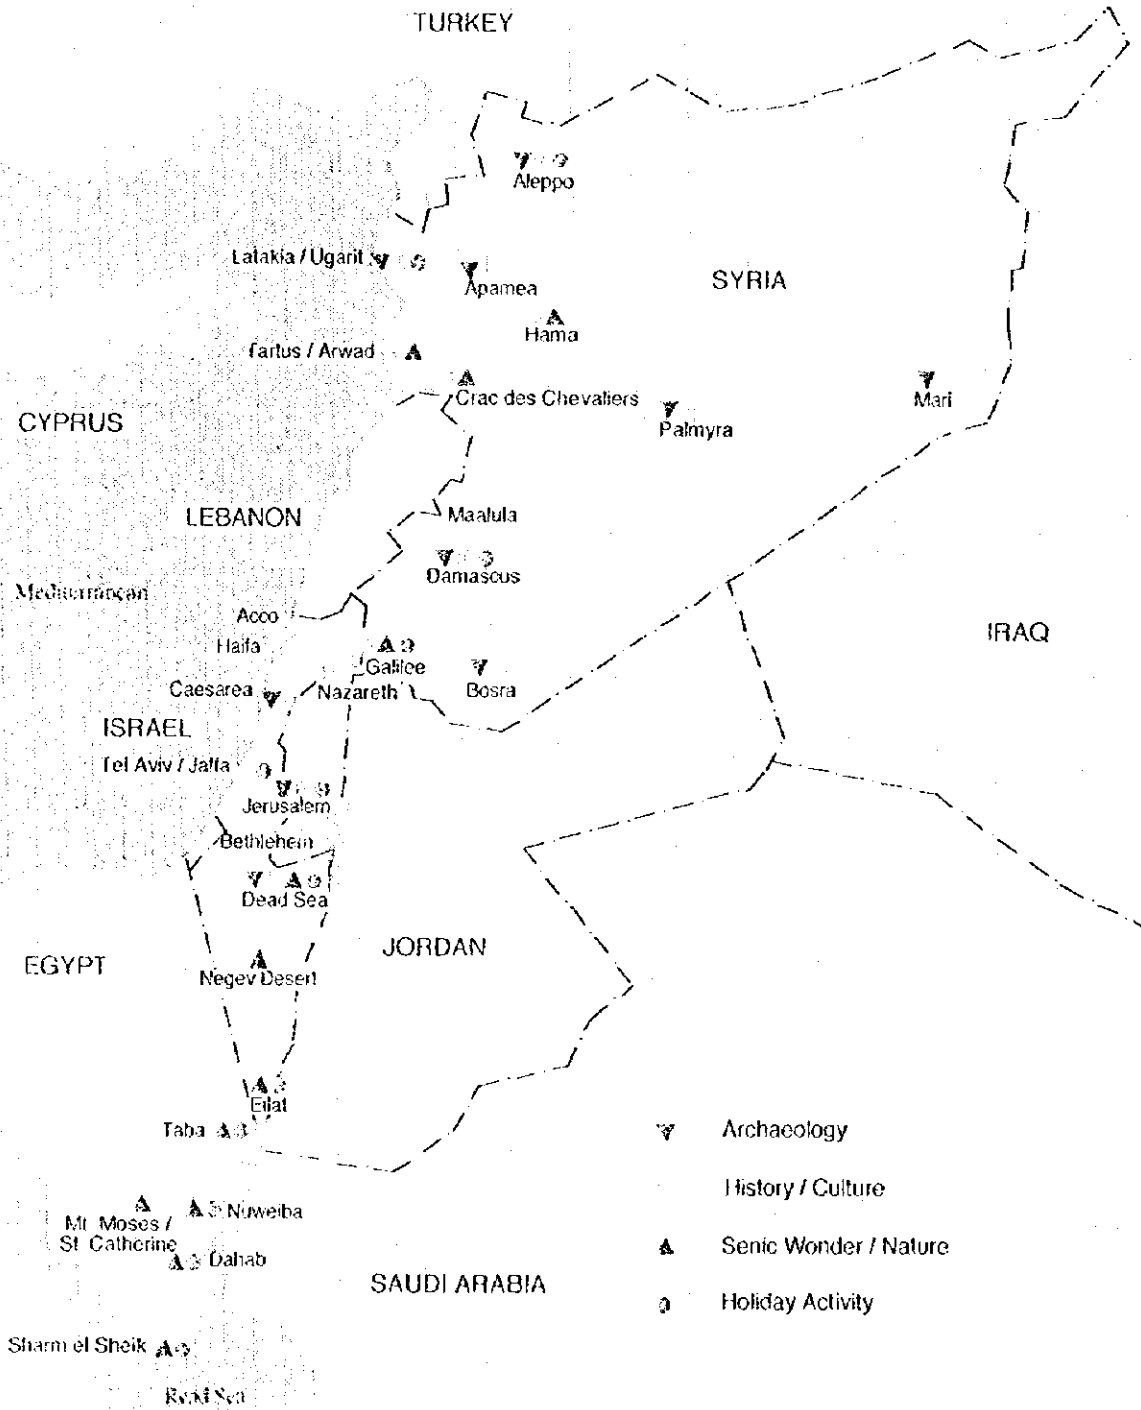 TURKEY
Aleppo
Latakia / Ugarit
Apamea
SYRIA
Hama
Tartus / Arwad
Crac des Chevaliers
Mari
CYPRUS
Palmyra
LEBANON
Maalula
Damascus
Mediterranean
Acco
Haifa
IRAQ
Galilee
Caesarea
Nazareth
Bosra
ISRAEL
Tel Aviv / Jaffa
Jerusalem
Bethlehem
Dead Sea
JORDAN
EGYPT
Negev Desert
Eilat
Taba
Archaeology
History / Culture
Nuweiba
Mt. Moses /
St. Catherine
Senic Wonder / Nature
Dahab
SAUDI ARABIA
Holiday Activity
Sharm el Sheik
Read Sea